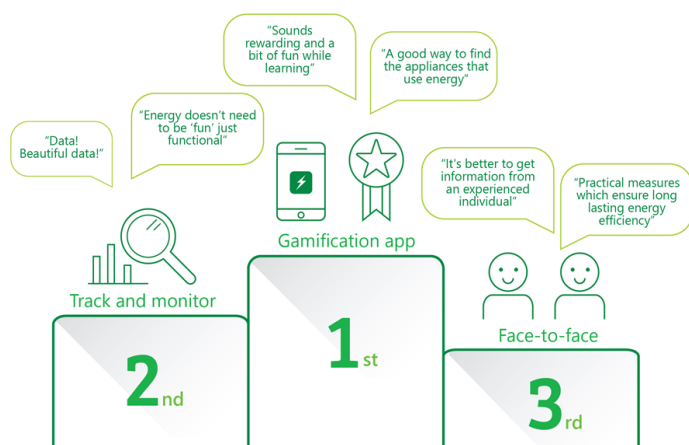 “Sounds
rewarding and a
bit of fun while
learning”
“A good way to find
the appliances that
use energy”
“Energy doesn’t need
to be ‘fun’ just
functional”
“Data!
Beautiful data!”
“It's better to get
information from
an experienced
individual”
“Practical measures
which ensure long
lasting energy
efficiency”
Gamification app
Track and monitor
Face-to-face
1st
2nd
3rd